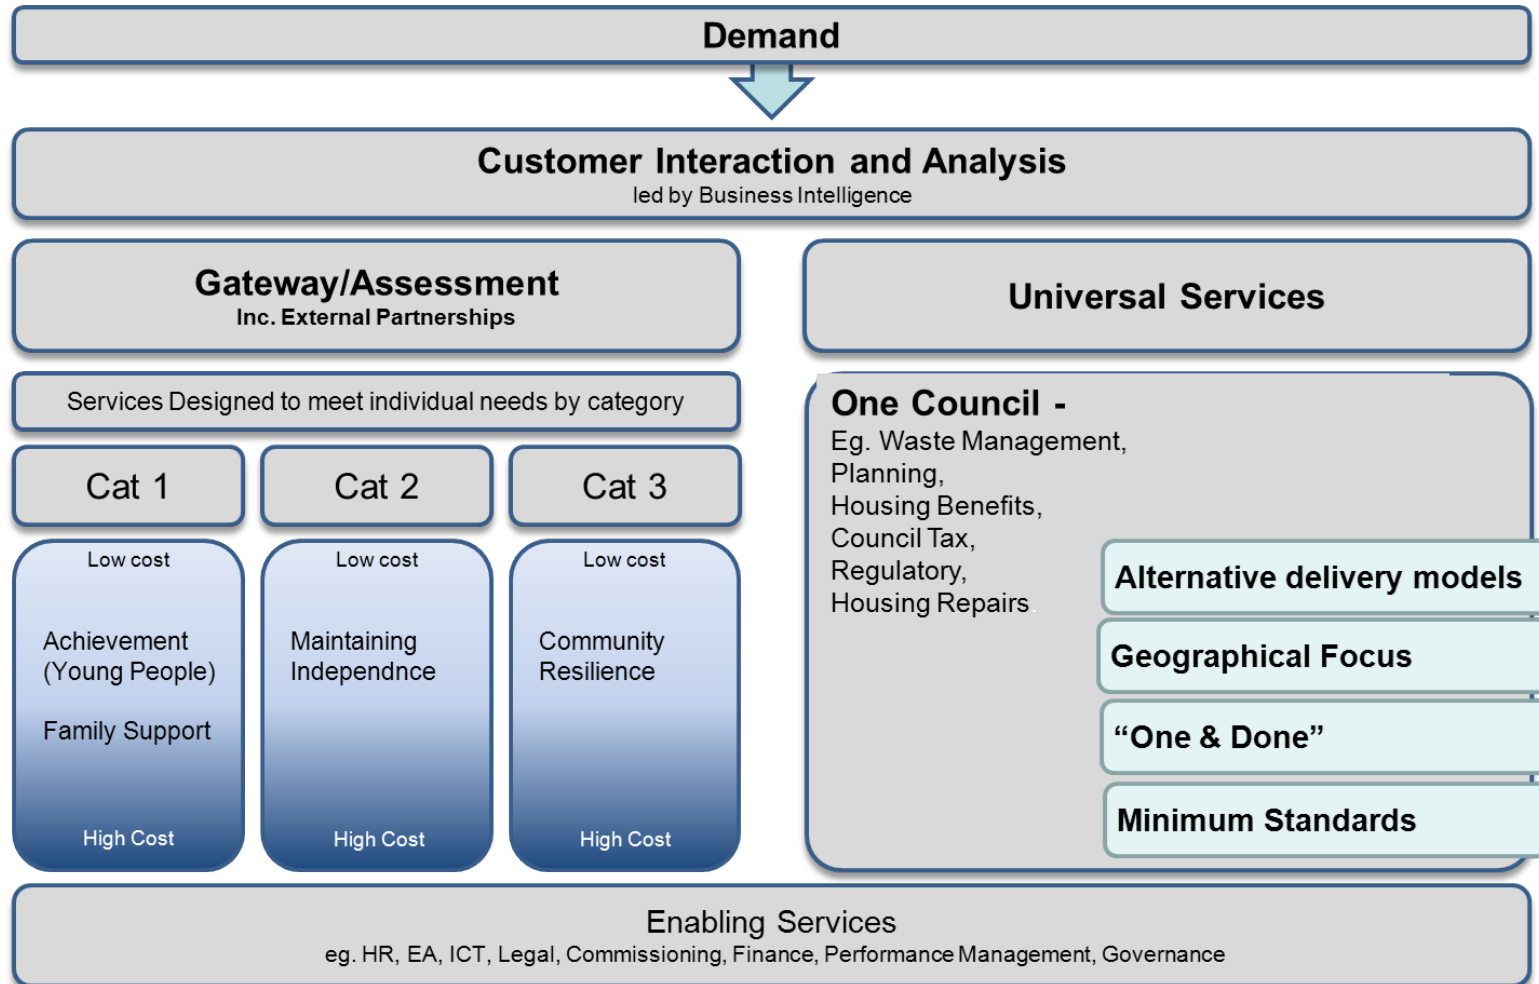 Demand
Customer Interaction and Analysis
led by Business Intelligence
Gateway/Assessment
Inc. External Partnerships
Universal Services
Services Designed to meet individual needs by category
Cat 1
Cat 2
Cat 3
Low cost
Achievement
(Young People)
Family Support
High Cost
Low cost
Maintaining
Independnce
High Cost
Low cost
Community
Resilience
High Cost
One Council -
Eg. Waste Management,
Planning,
Housing Benefits,
Council Tax,
Regulatory,
Housing Repairs.
Alternative delivery models
Geographical Focus
“One & Done”
Minimum Standards
Enabling Services
eg. HR, EA, ICT, Legal, Commissioning, Finance, Performance Management, Governance